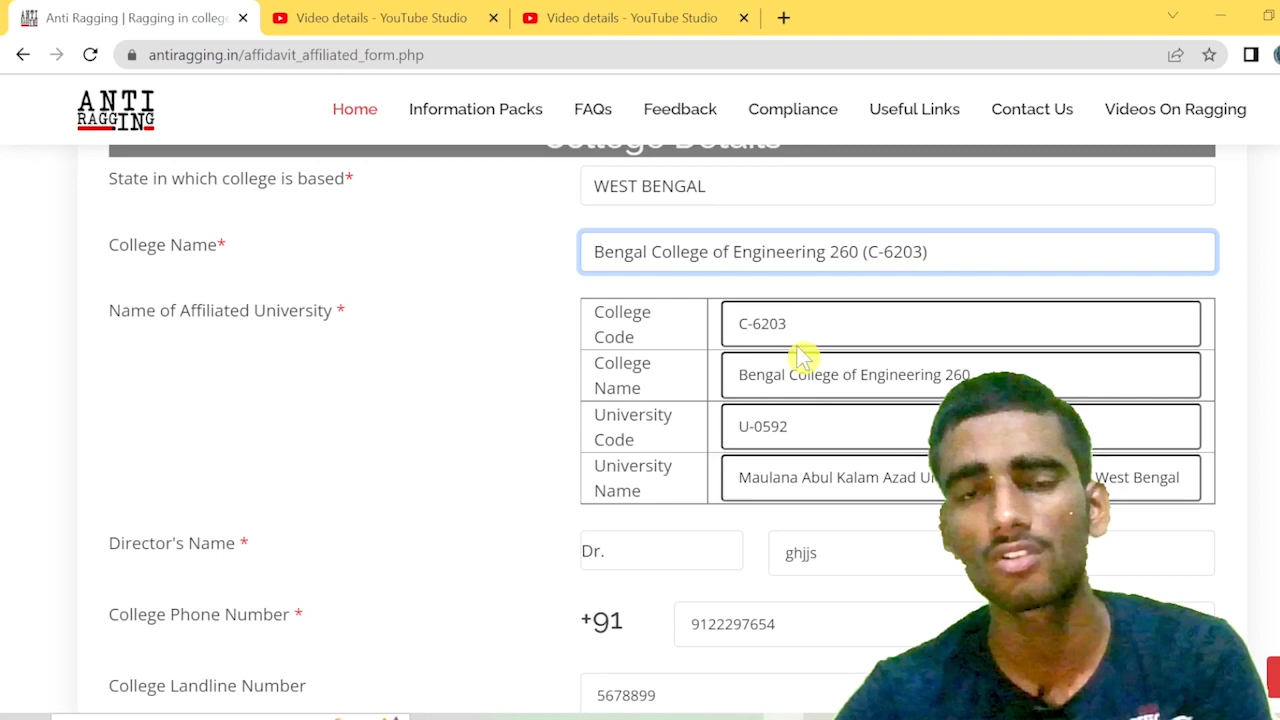 Anti Ragging | Ragging in colleg
Video details - YouTube Studio
Video details - YouTube Studio
antiragging.in/affidavit_affiliated_form.php
ANTI
RAGGING
Home
Information Packs
FAQs
Feedback
Compliance
Useful Links
Contact Us
Videos On Ragging
College Details
State in which college is based*
WEST BENGAL
College Name*
Bengal College of Engineering 260 (C-6203)
Name of Affiliated University *
College Code
C-6203
College Name
Bengal College of Engineering 260
University Code
U-0592
University Name
Maulana Abul Kalam Azad West Bengal
Director's Name *
Dr.
ghjjs
College Phone Number *
+91
9122297654
College Landline Number
5678899